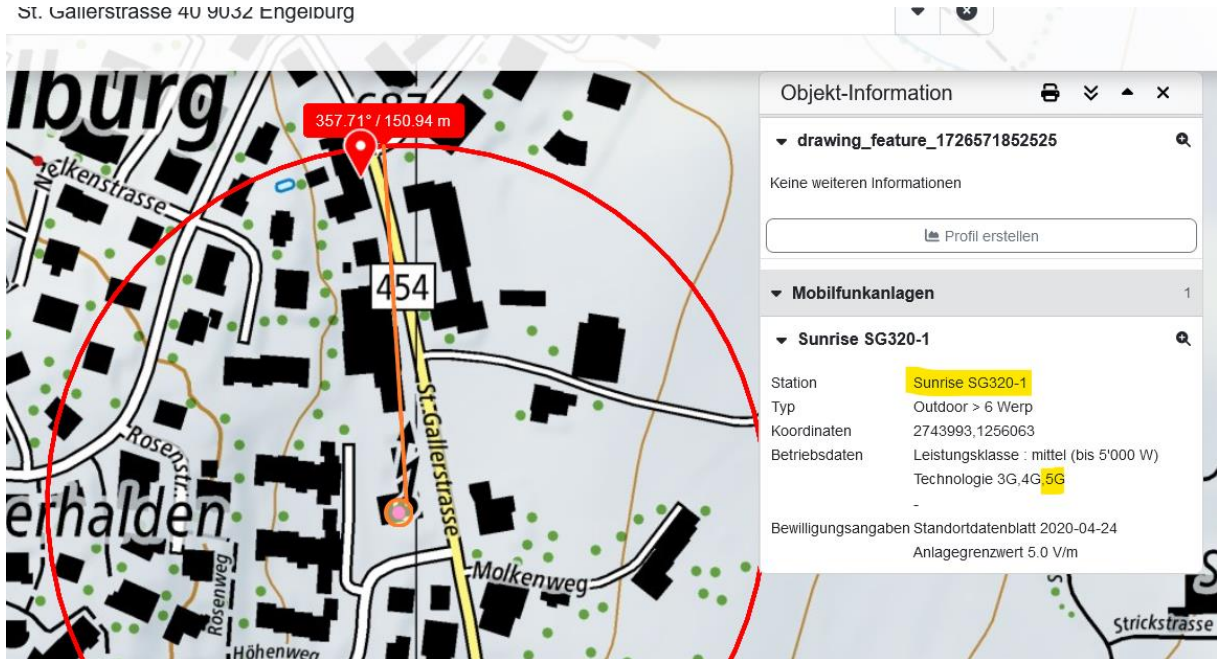 St. Gallerstrasse 40 9032 Engelburg
lburg
687
357.71° / 150.94 m
Nelkenstrasse
454
St. Gallerstrasse
Rosenstr.
erhalden
Rosenweg
Molkenweg
Höhenweg
S
Strickstrasse
Objekt-Information
drawing_feature_1726571852525
Keine weiteren Informationen
Profil erstellen
Mobilfunkanlagen 1
Sunrise SG320-1
Station Sunrise SG320-1
Typ Outdoor > 6 Werp
Koordinaten 2743993,1256063
Betriebsdaten Leistungsklasse : mittel (bis 5'000 W)
Technologie 3G,4G,5G
-
Bewilligungsangaben Standortdatenblatt 2020-04-24
Anlagegrenzwert 5.0 V/m